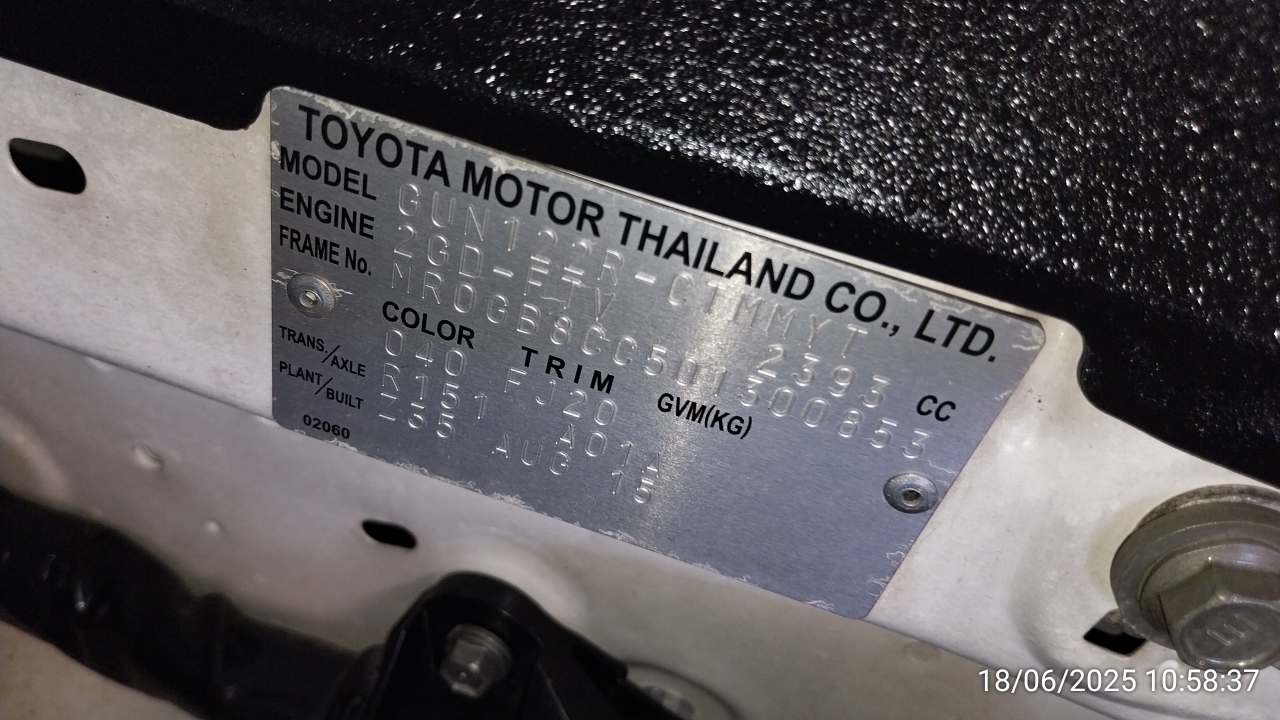 TOYOTA MOTOR THAILAND CO., LTD.
MODEL GUN122R-CTMMYT
ENGINE 2GD-FTV 2393 CC
FRAME No. MR0GB8CC501300853
COLOR TRIM GVM(KG)
040 FJ20
TRANS./AXLE R151 A01A
PLANT/BUILT Z35 AUG 15
02060
18/06/2025 10:58:37